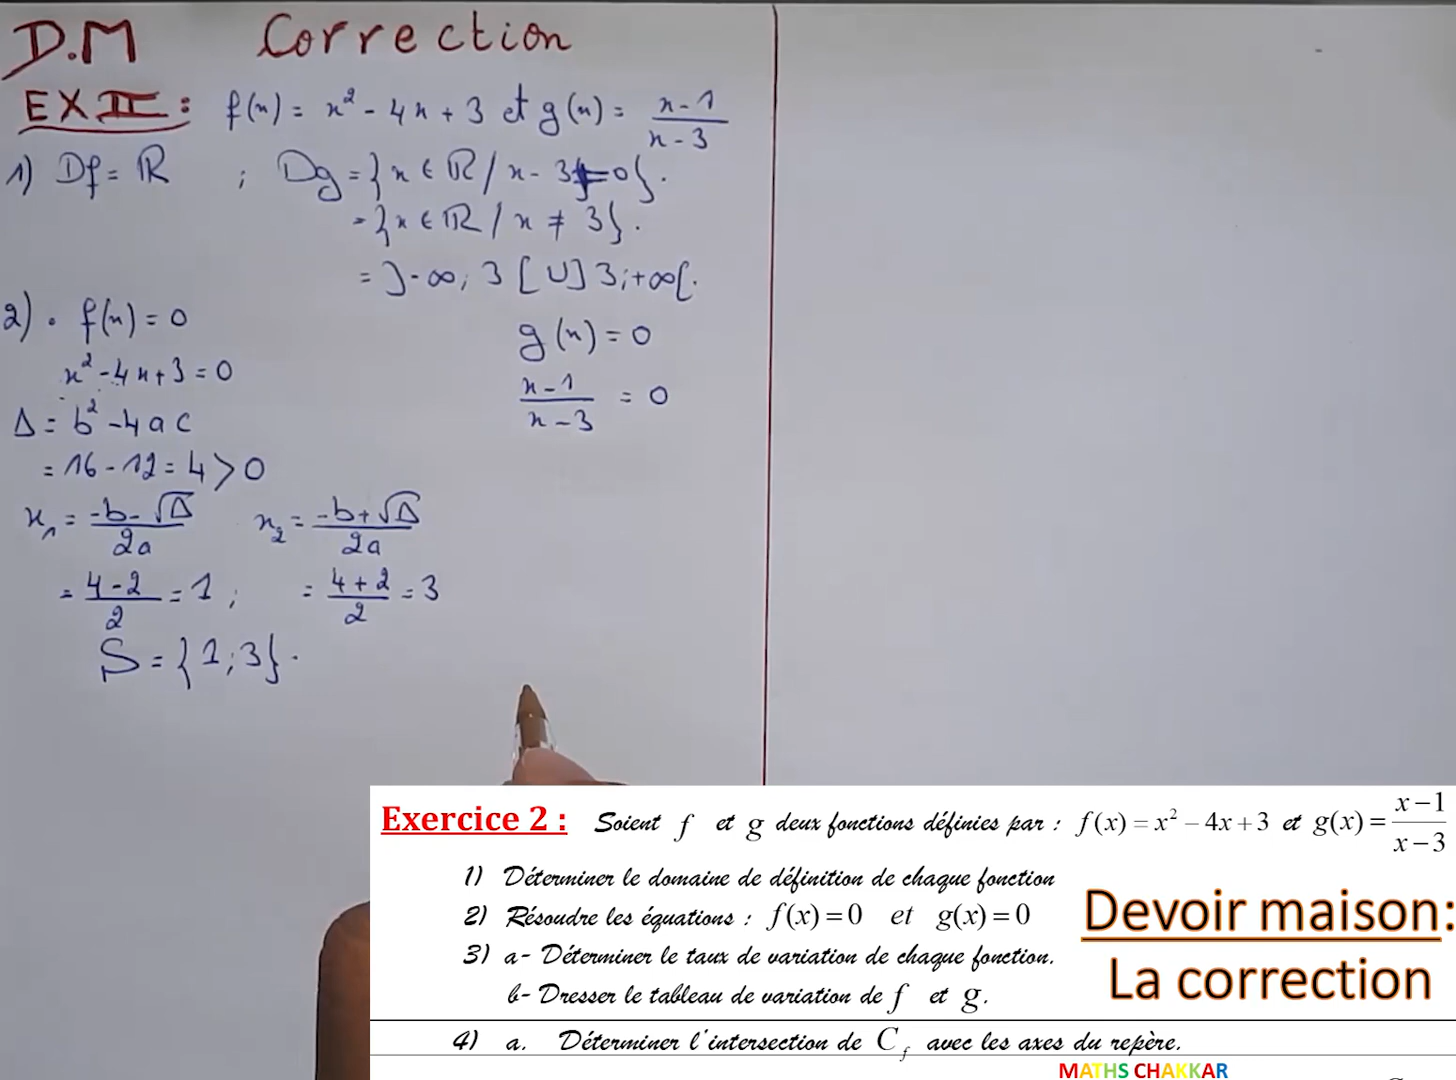 D.M Correction
EX II : f(x) = x² - 4x + 3 et g(x) = (x - 1)/(x - 3)
1) Df = ℝ ; Dg = {x ∈ ℝ / x - 3 ≠ 0}.
= {x ∈ ℝ / x ≠ 3}.
= ]-∞; 3[ U ]3; +∞[.
2) • f(x) = 0
x² - 4x + 3 = 0
Δ = b² - 4ac
= 16 - 12 = 4 > 0
x₁ = (-b - √Δ)/2a x₂ = (-b + √Δ)/2a
= (4 - 2)/2 = 1 ; = (4 + 2)/2 = 3
S = {1 ; 3}.
g(x) = 0
(x - 1)/(x - 3) = 0
Exercice 2 : Soient f et g deux fonctions définies par : f(x) = x² - 4x + 3 et g(x) = (x-1)/(x-3)
1) Déterminer le domaine de définition de chaque fonction
2) Résoudre les équations : f(x) = 0 et g(x) = 0
3) a- Déterminer le taux de variation de chaque fonction.
b- Dresser le tableau de variation de f et g.
4) a. Déterminer l'intersection de C_f avec les axes du repère.
Devoir maison:
La correction
MATHS CHAKKAR